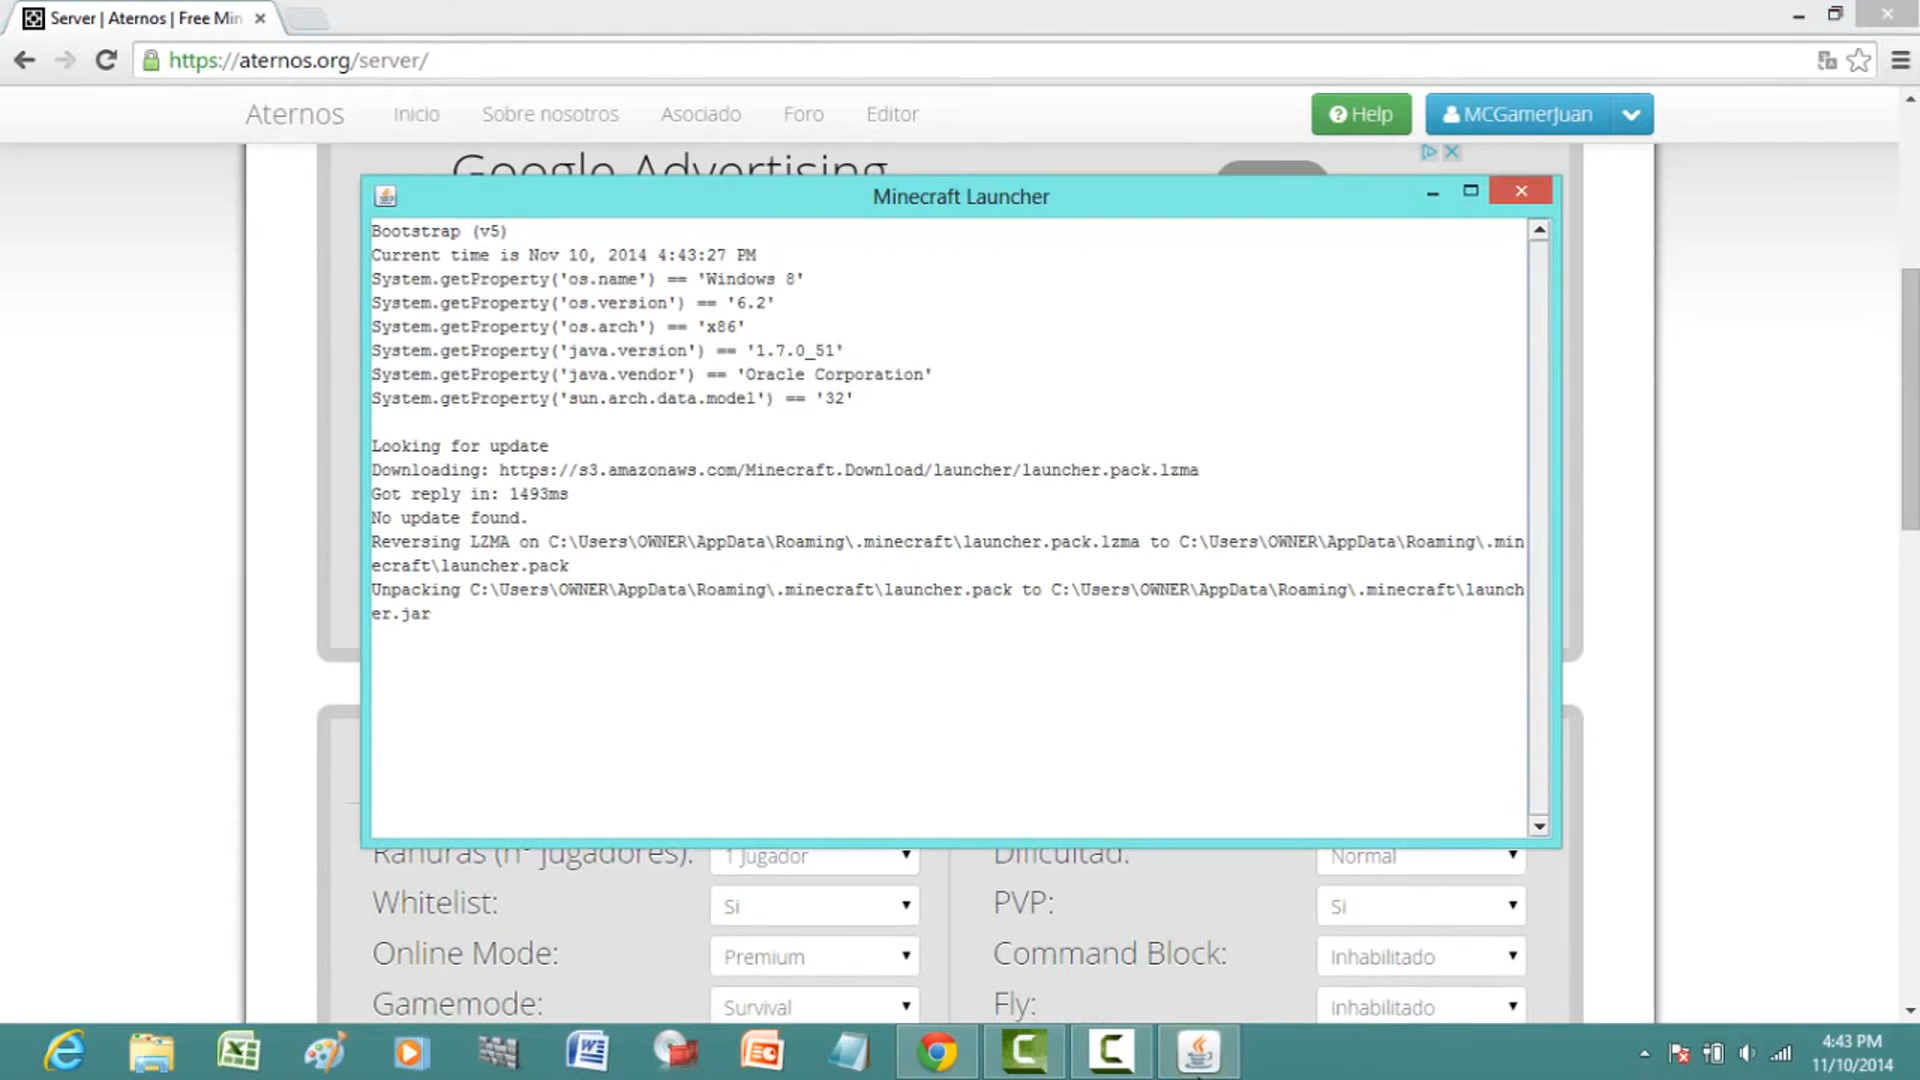 Server | Aternos | Free Min
https://aternos.org/server/
Aternos Inicio Sobre nosotros Asociado Foro Editor Help MCGamerJuan
Google Advertising
Minecraft Launcher
Bootstrap (v5)
Current time is Nov 10, 2014 4:43:27 PM
System.getProperty('os.name') == 'Windows 8'
System.getProperty('os.version') == '6.2'
System.getProperty('os.arch') == 'x86'
System.getProperty('java.version') == '1.7.0_51'
System.getProperty('java.vendor') == 'Oracle Corporation'
System.getProperty('sun.arch.data.model') == '32'
Looking for update
Downloading: https://s3.amazonaws.com/Minecraft.Download/launcher/launcher.pack.lzma
Got reply in: 1493ms
No update found.
Reversing LZMA on C:\Users\OWNER\AppData\Roaming\.minecraft\launcher.pack.lzma to C:\Users\OWNER\AppData\Roaming\.min
ecraft\launcher.pack
Unpacking C:\Users\OWNER\AppData\Roaming\.minecraft\launcher.pack to C:\Users\OWNER\AppData\Roaming\.minecraft\launch
er.jar
Ranuras (nº jugadores): 1 Jugador Dificultad: Normal
Whitelist: Si PVP: Si
Online Mode: Premium Command Block: Inhabilitado
Gamemode: Survival Fly: Inhabilitado
4:43 PM
11/10/2014